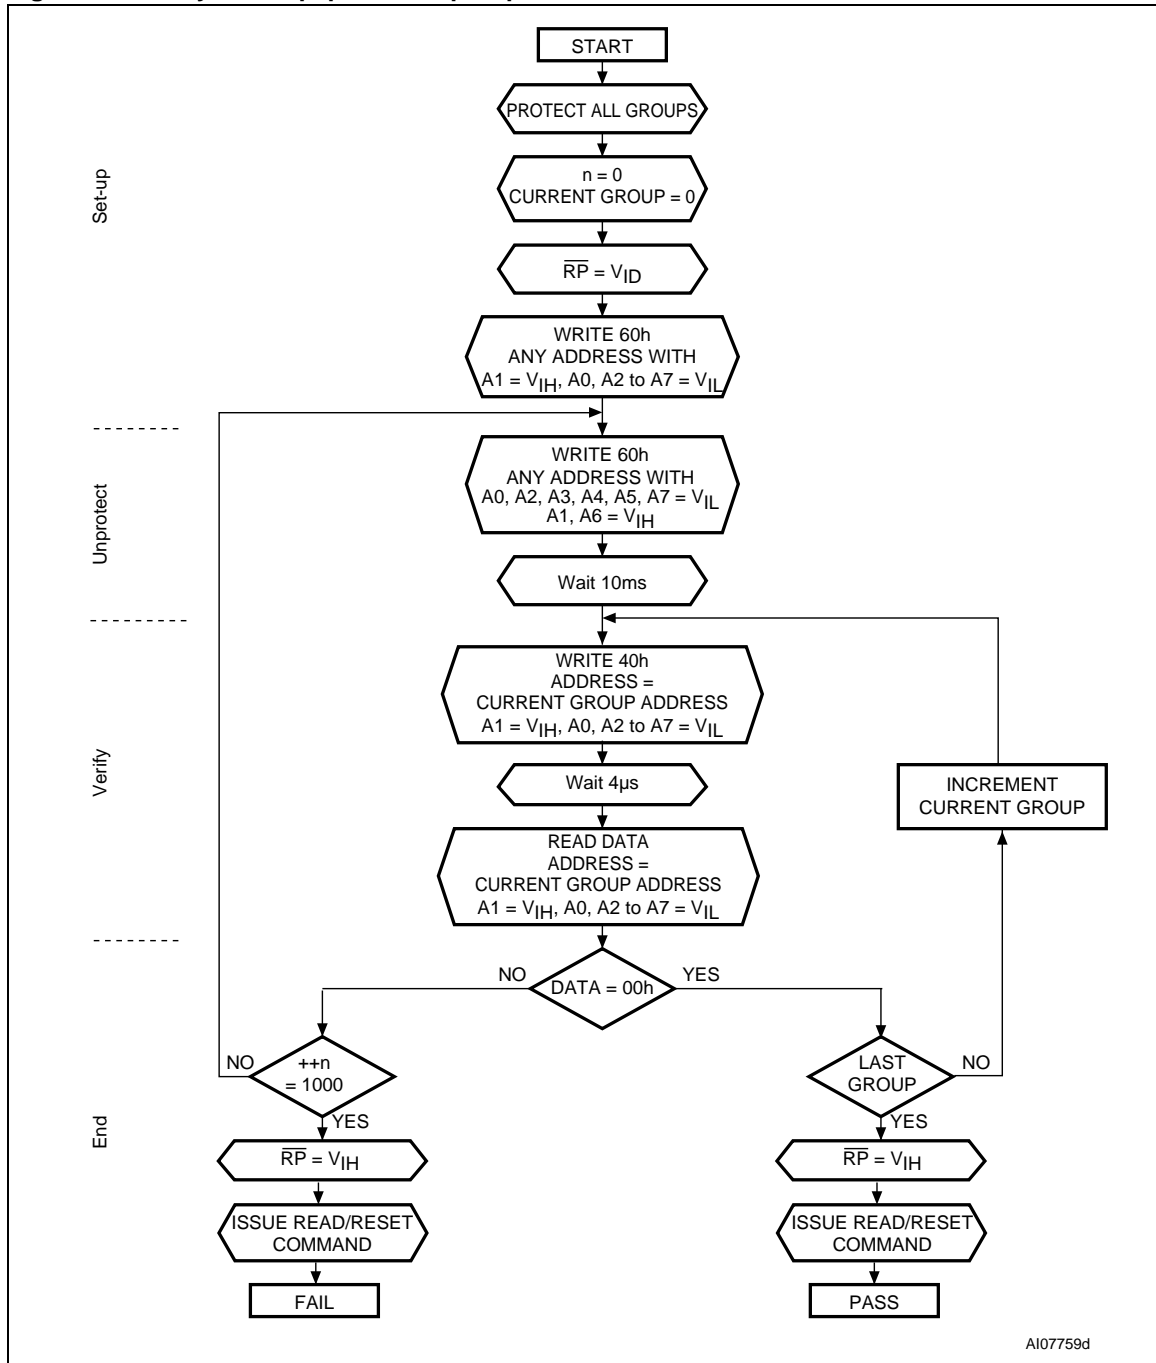 START
PROTECT ALL GROUPS
n = 0
CURRENT GROUP = 0
Set-up
RP = VID
WRITE 60h
ANY ADDRESS WITH
A1 = VIH, A0, A2 to A7 = VIL
WRITE 60h
ANY ADDRESS WITH
A0, A2, A3, A4, A5, A7 = VIL
A1, A6 = VIH
Unprotect
Wait 10ms
WRITE 40h
ADDRESS =
CURRENT GROUP ADDRESS
A1 = VIH, A0, A2 to A7 = VIL
Verify
Wait 4µs
INCREMENT
CURRENT GROUP
READ DATA
ADDRESS =
CURRENT GROUP ADDRESS
A1 = VIH, A0, A2 to A7 = VIL
NO
DATA = 00h
YES
NO
++n
= 1000
LAST
GROUP
NO
End
YES
YES
RP = VIH
RP = VIH
ISSUE READ/RESET
COMMAND
ISSUE READ/RESET
COMMAND
FAIL
PASS
AI07759d